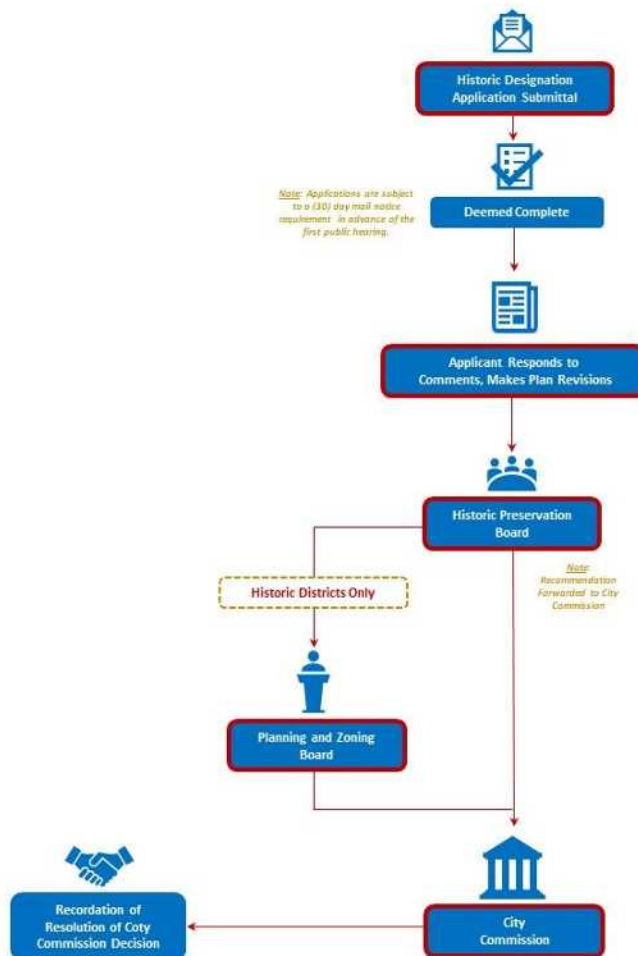 Historic Designation
Application Submittal
Note: Applications are subject
to a (30) day mail notice
requirement in advance of the
first public hearing.
Deemed Complete
Applicant Responds to
Comments, Makes Plan Revisions
Historic Preservation
Board
Note:
Recommendation
Forwarded to City
Commission
Historic Districts Only
Planning and Zoning
Board
City
Commission
Recordation of
Resolution of Coty
Commission Decision